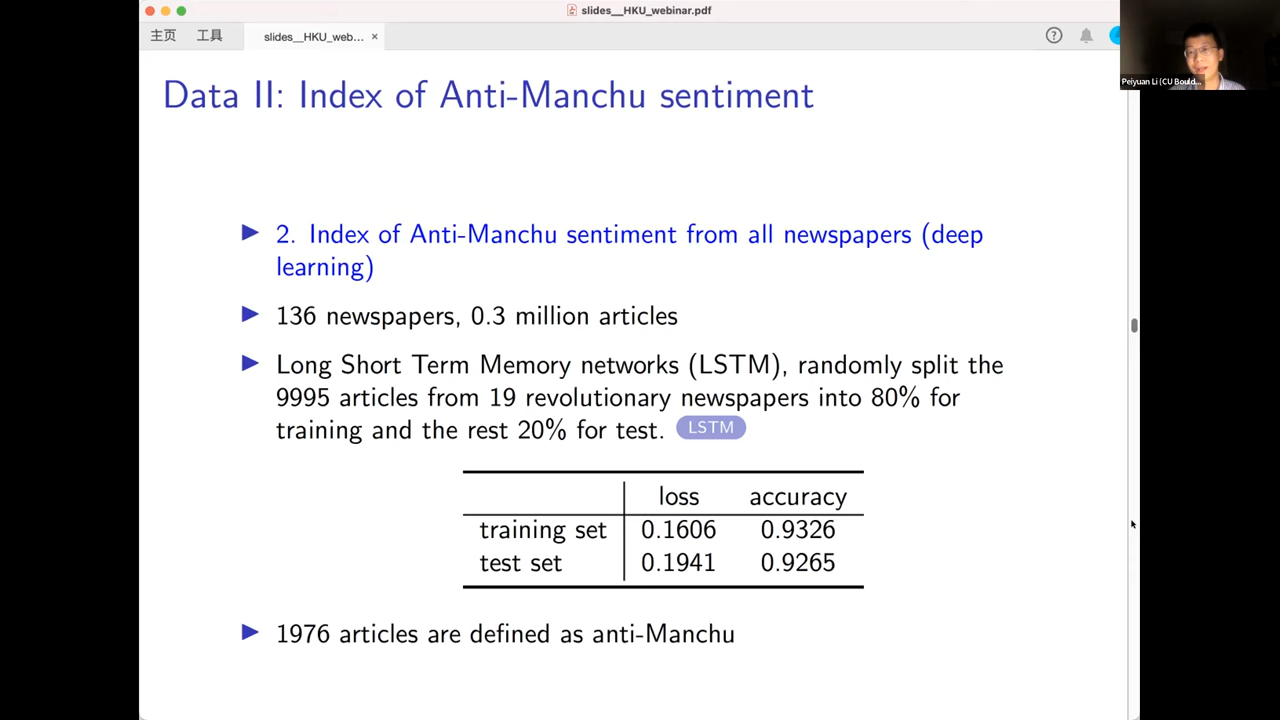 slides__HKU_webinar.pdf
主页 工具 slides__HKU_web... ×
Peiyuan Li (CU Bould...
Data II: Index of Anti-Manchu sentiment
2. Index of Anti-Manchu sentiment from all newspapers (deep
learning)
136 newspapers, 0.3 million articles
Long Short Term Memory networks (LSTM), randomly split the
9995 articles from 19 revolutionary newspapers into 80% for
training and the rest 20% for test. LSTM
loss accuracy
training set 0.1606 0.9326
test set 0.1941 0.9265
1976 articles are defined as anti-Manchu